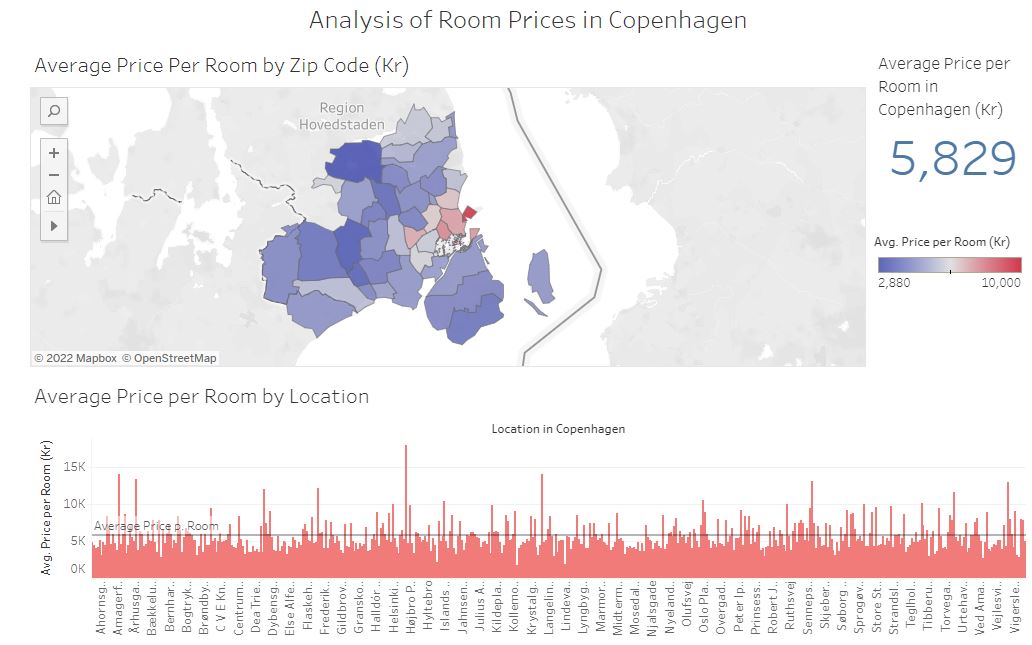 Analysis of Room Prices in Copenhagen
Average Price Per Room by Zip Code (Kr)
Region
Hovedstaden
© 2022 Mapbox © OpenStreetMap
Average Price per
Room in
Copenhagen (Kr)
5,829
Avg. Price per Room (Kr)
2,880 10,000
Average Price per Room by Location
Location in Copenhagen
Avg. Price per Room (Kr)
15K
10K
5K
0K
Average Price p. Room
Ahornsg..
Amagerf..
Århusga..
Bækkelu..
Bernhar..
Bogtryk..
Brøndby..
C V E Kn..
Centrum..
Dea Trie..
Dybensg..
Else Alfe..
Flaskeh..
Frederik..
Gildbrov..
Gransko..
Halldór..
Helsinki..
Højbro P..
Hyltebro
Islands ..
Jahnsen..
Julius A..
Kildepla..
Kollemo..
Krystalg..
Langelin..
Lindeva..
Lyngbyg..
Marmor..
Midterm..
Mosedal..
Njalsgade
Nyeland..
Olufsvej
Oslo Pla..
Overgad..
Peter Ip..
Prinsess..
Robert J..
Ruthsvej
Senneps..
Skjeber..
Søborg ..
Sprogøv..
Store St..
Strandsl..
Teglhol..
Tibberu..
Torvega..
Urtehav..
Ved Ama..
Vejlesvi..
Vigersle..